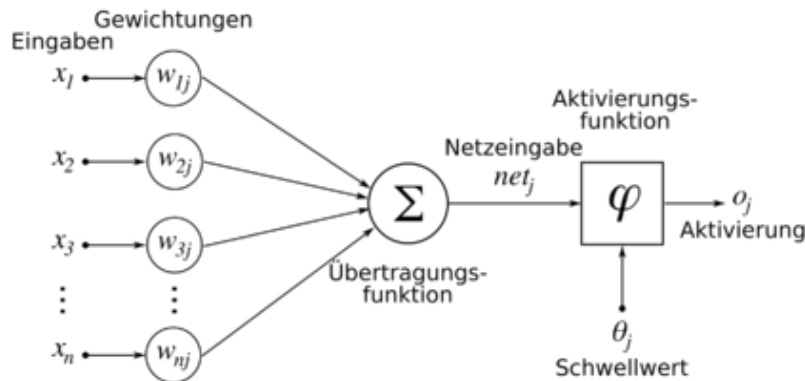 Gewichtungen
Eingaben
x₁
w₁ⱼ
x₂
w₂ⱼ
x₃
w₃ⱼ
⋮
⋮
xₙ
wₙⱼ
Σ
Übertragungs-
funktion
Netzeingabe
netⱼ
Aktivierungs-
funktion
φ
oⱼ
Aktivierung
θⱼ
Schwellwert